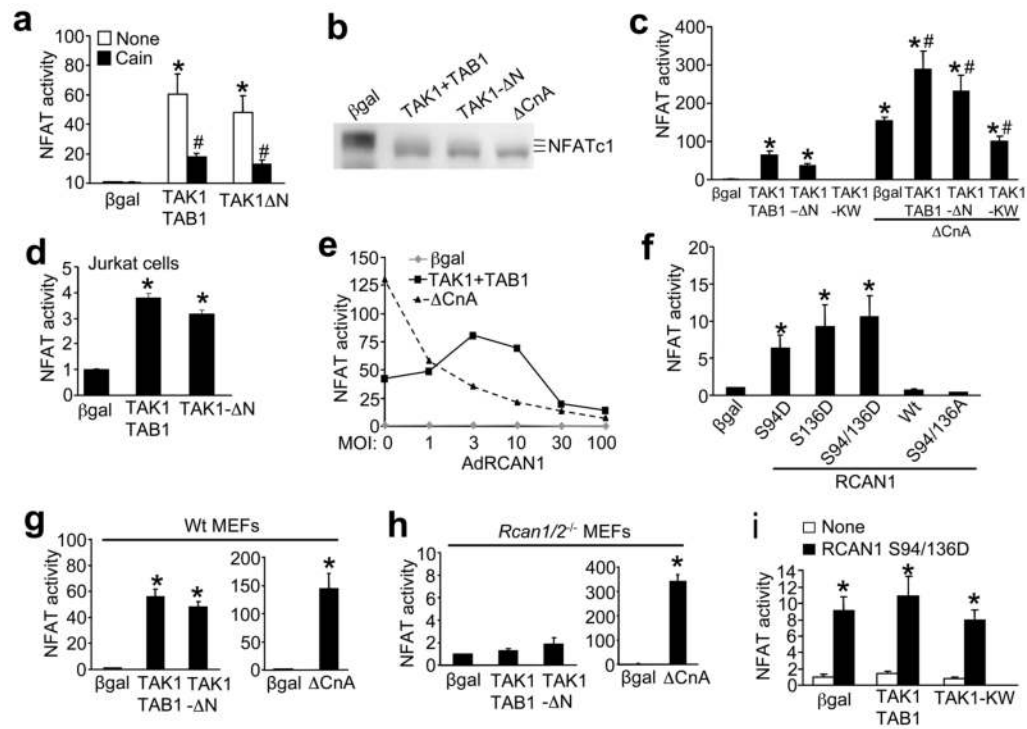 a
None
Cain
NFAT activity
100
80
60
40
20
10
*
#
*
#
βgal
TAK1
TAB1
TAK1ΔN
b
βgal
TAK1+TAB1
TAK1-ΔN
ΔCnA
NFATc1
c
NFAT activity
400
300
200
100
0
*
*
*
*#
*#
*#
βgal
TAK1
TAB1
TAK1
-ΔN
TAK1
-KW
βgal
TAK1
TAB1
TAK1
-ΔN
TAK1
-KW
ΔCnA
d
Jurkat cells
NFAT activity
5
4
3
2
1
0
*
*
βgal
TAK1
TAB1
TAK1-ΔN
e
βgal
TAK1+TAB1
-ΔCnA
NFAT activity
150
125
100
75
50
25
0
MOI: 0 1 3 10 30 100
AdRCAN1
f
NFAT activity
20
15
10
5
0
*
*
*
βgal
S94D
S136D
S94/136D
Wt
S94/136A
RCAN1
g
Wt MEFs
NFAT activity
100
80
60
40
20
0
*
*
βgal
TAK1
TAB1
TAK1
-ΔN
200
150
100
50
0
*
βgal ΔCnA
h
Rcan1/2-/- MEFs
NFAT activity
10
8
6
4
2
0
βgal
TAK1
TAB1
TAK1
-ΔN
400
300
200
100
0
*
βgal ΔCnA
i
None
RCAN1 S94/136D
NFAT activity
14
12
10
8
6
4
2
0
*
*
*
βgal
TAK1
TAB1
TAK1-KW